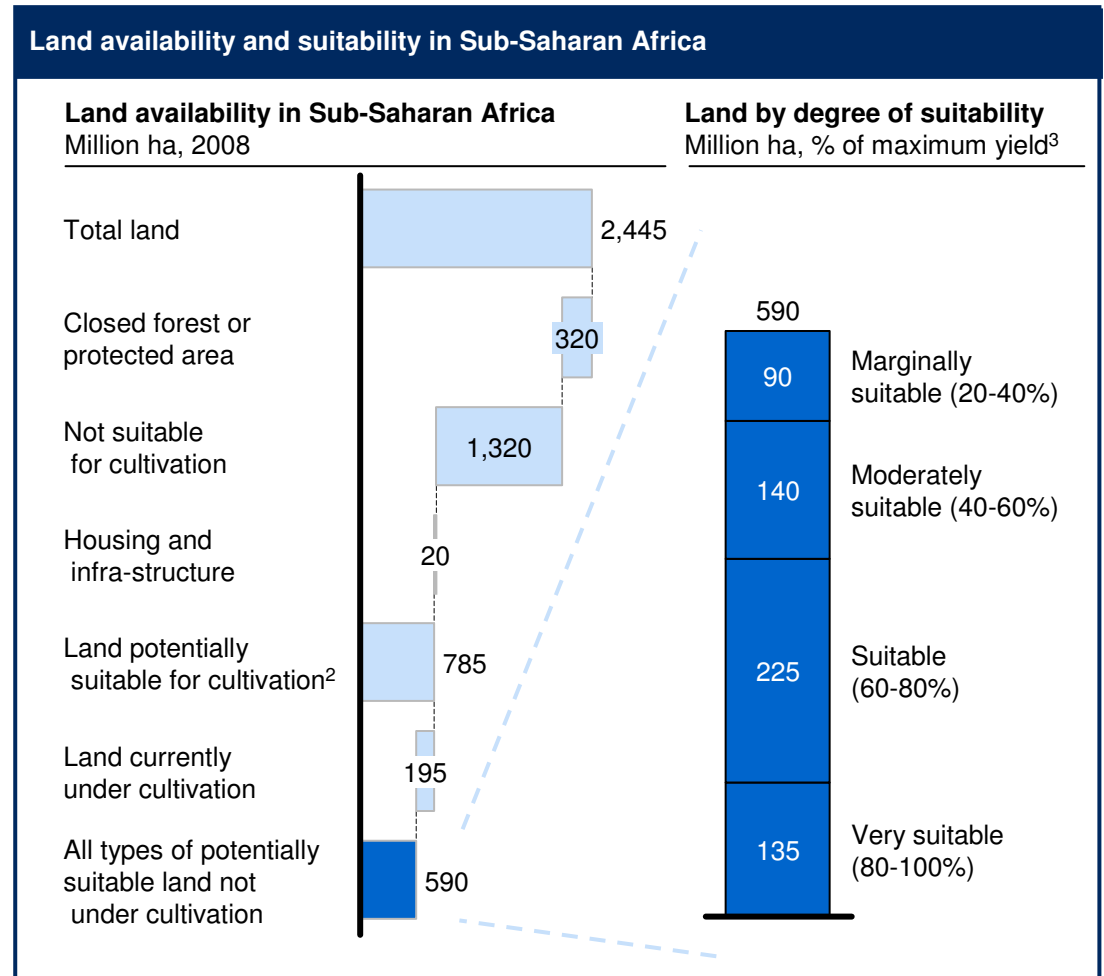 Land availability and suitability in Sub-Saharan Africa
Land availability in Sub-Saharan Africa
Million ha, 2008
Total land
2,445
Closed forest or
protected area
320
Not suitable
for cultivation
1,320
Housing and
infra-structure
20
Land potentially
suitable for cultivation²
785
Land currently
under cultivation
195
All types of potentially
suitable land not
under cultivation
590
Land by degree of suitability
Million ha, % of maximum yield³
590
90
Marginally
suitable (20-40%)
140
Moderately
suitable (40-60%)
225
Suitable
(60-80%)
135
Very suitable
(80-100%)